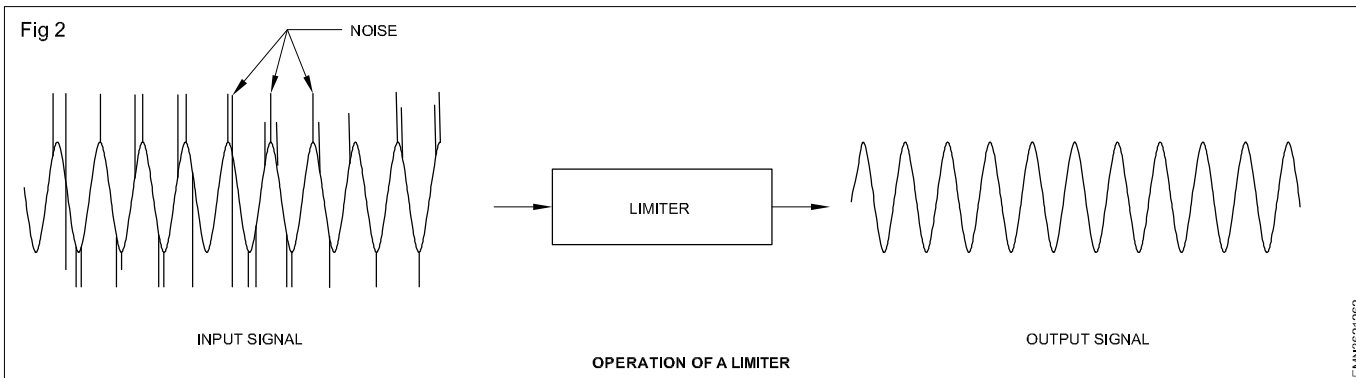 Fig 2
NOISE
LIMITER
INPUT SIGNAL
OUTPUT SIGNAL
OPERATION OF A LIMITER